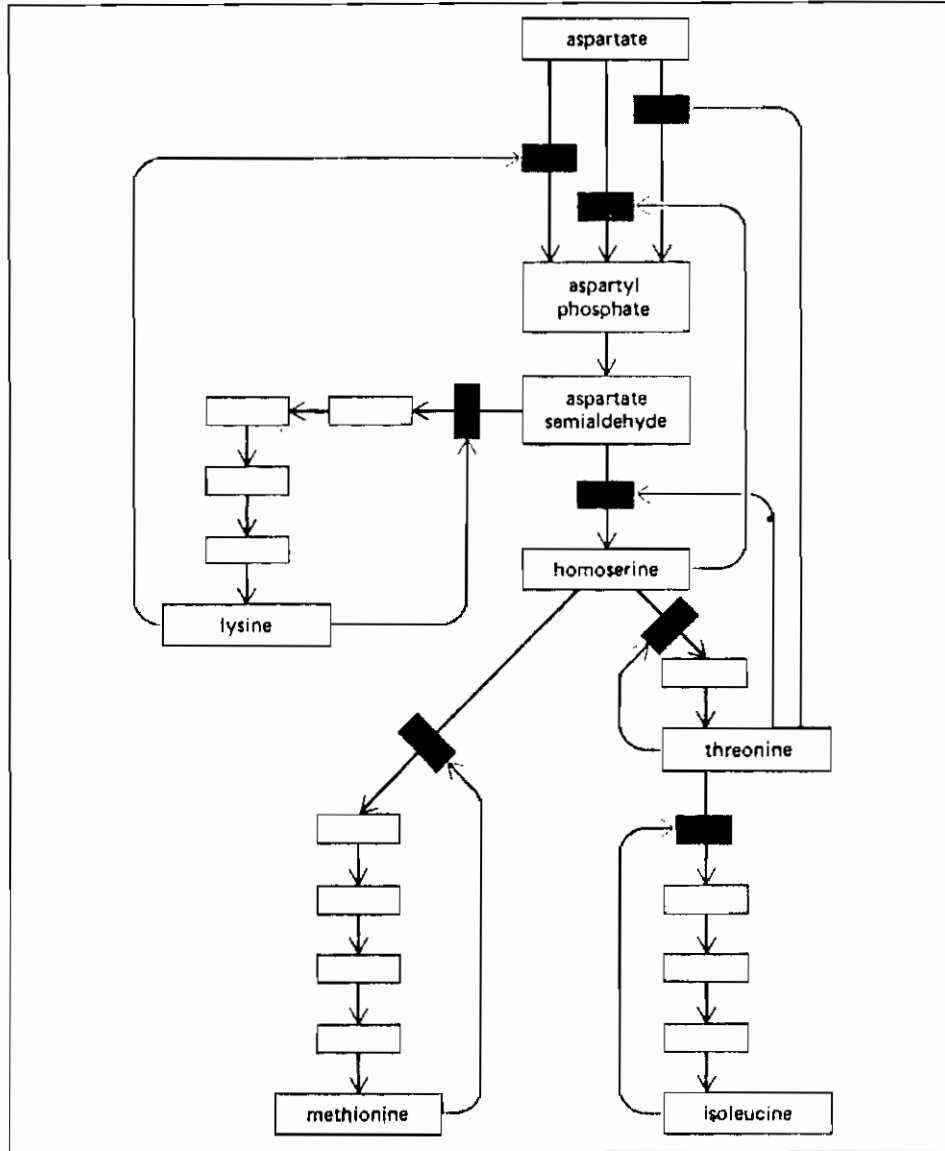 aspartate
aspartyl
phosphate
aspartate
semialdehyde
homoserine
lysine
threonine
methionine
isoleucine